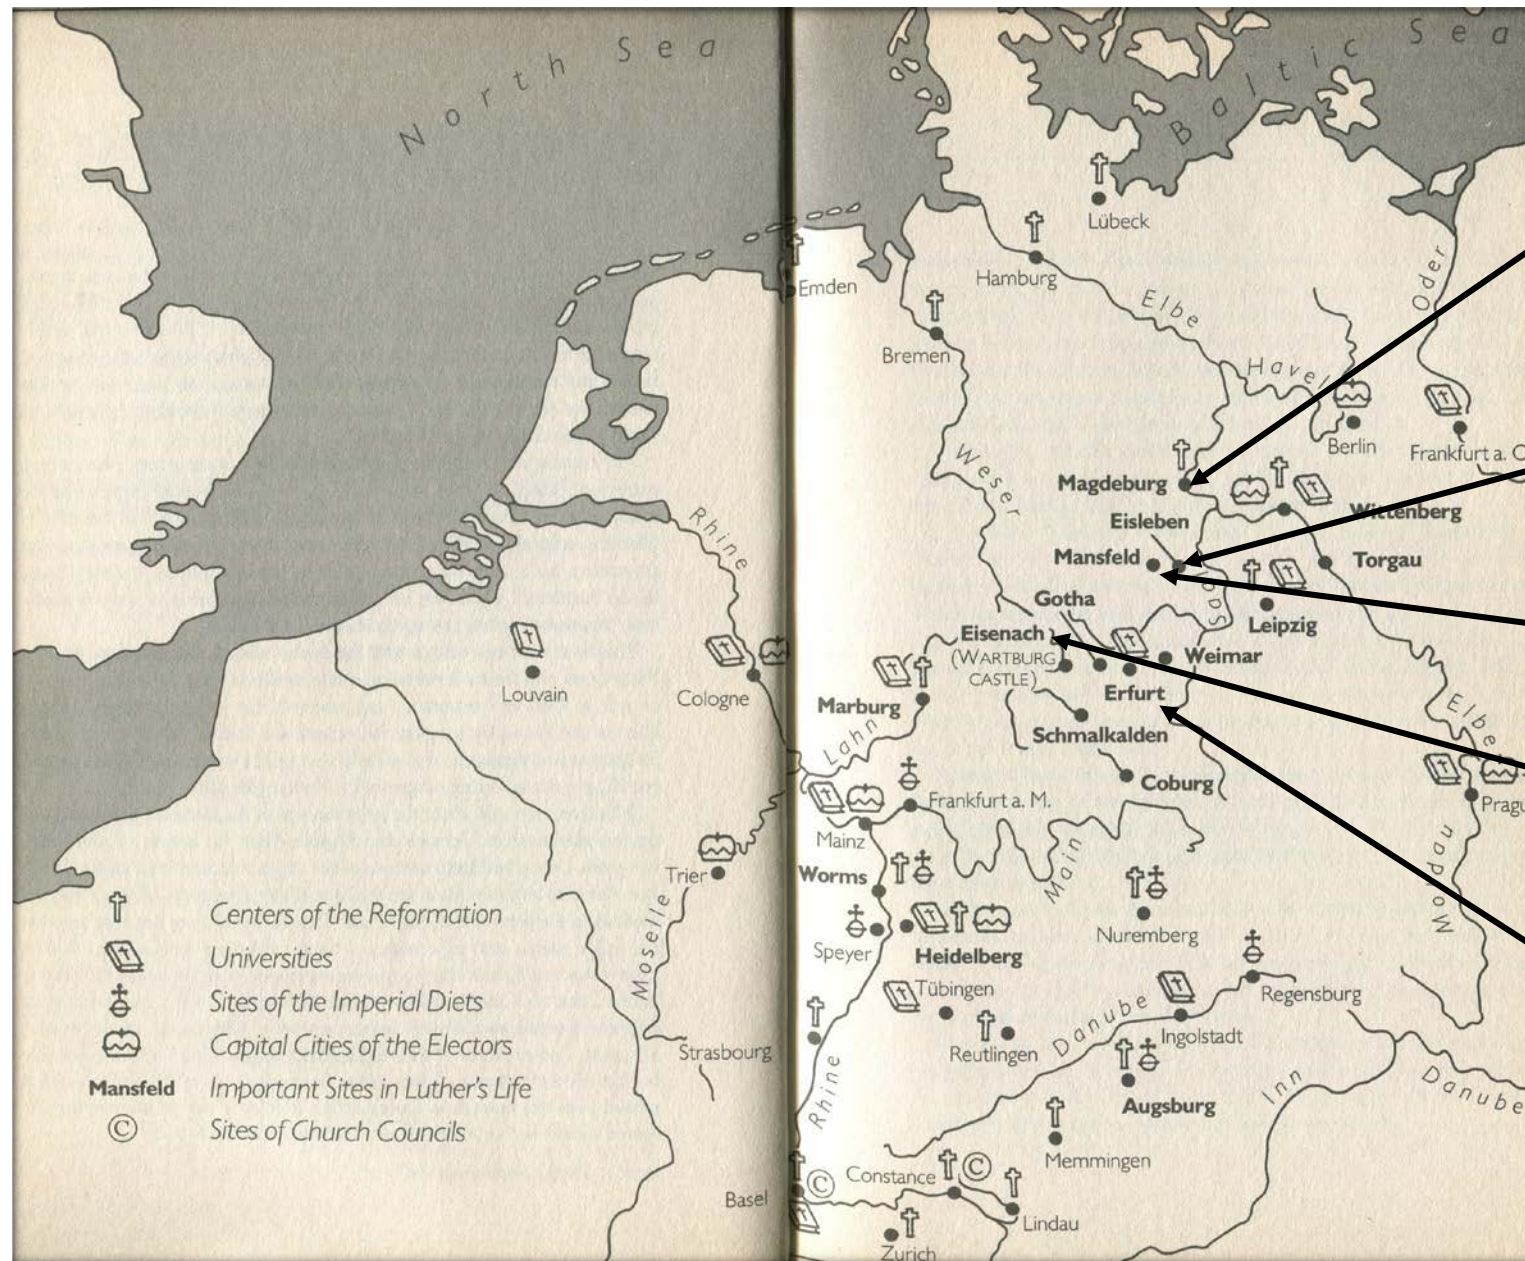 North Sea
Baltic Sea
Lübeck
Hamburg
Emden
Elbe
Oder
Bremen
Havel
Berlin
Frankfurt a. O
Weser
Magdeburg
Wittenberg
Eisleben
Rhine
Mansfeld
Torgau
Saale
Gotha
Leipzig
Eisenach
(WARTBURG
CASTLE)
Weimar
Louvain
Cologne
Erfurt
Marburg
Lahn
Schmalkalden
Elbe
Coburg
Frankfurt a. M.
Pragu
Mainz
Main
Trier
Worms
Moldau
Moselle
Nuremberg
Speyer
Heidelberg
Tübingen
Regensburg
Danube
Ingolstadt
Reutlingen
Strasbourg
Rhine
Inn
Danube
Augsburg
Memmingen
Constance
©
Basel
©
Lindau
Zurich
Centers of the Reformation
Universities
Sites of the Imperial Diets
Capital Cities of the Electors
Mansfeld Important Sites in Luther's Life
© Sites of Church Councils